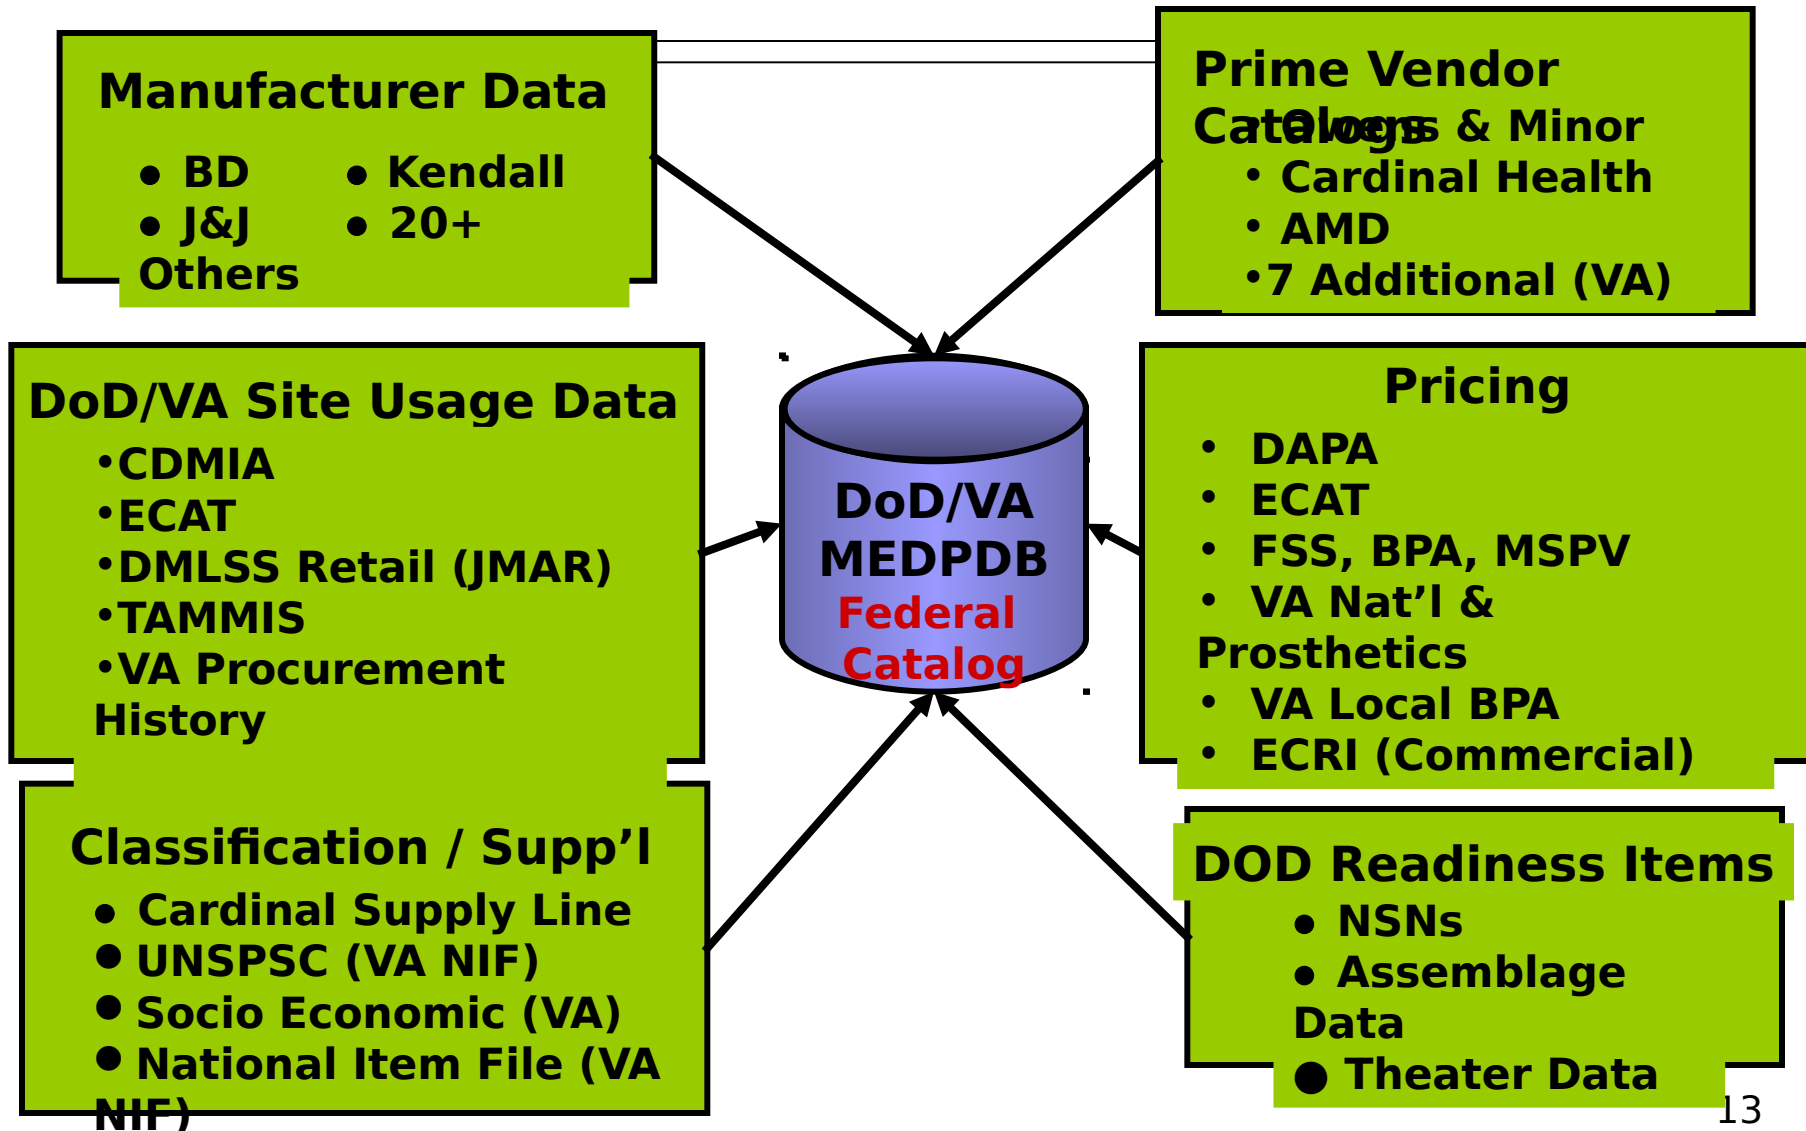 Manufacturer Data
● BD ● Kendall
● J&J ● 20+
Others
Prime Vendor
Catalogs
• Owens & Minor
• Cardinal Health
• AMD
•7 Additional (VA)
DoD/VA Site Usage Data
•CDMIA
•ECAT
•DMLSS Retail (JMAR)
•TAMMIS
•VA Procurement
History
DoD/VA
MEDPDB
Federal
Catalog
Pricing
• DAPA
• ECAT
• FSS, BPA, MSPV
• VA Nat’l &
Prosthetics
• VA Local BPA
• ECRI (Commercial)
Classification / Supp’l
● Cardinal Supply Line
● UNSPSC (VA NIF)
● Socio Economic (VA)
● National Item File (VA
NIF)
DOD Readiness Items
● NSNs
● Assemblage
Data
● Theater Data
13